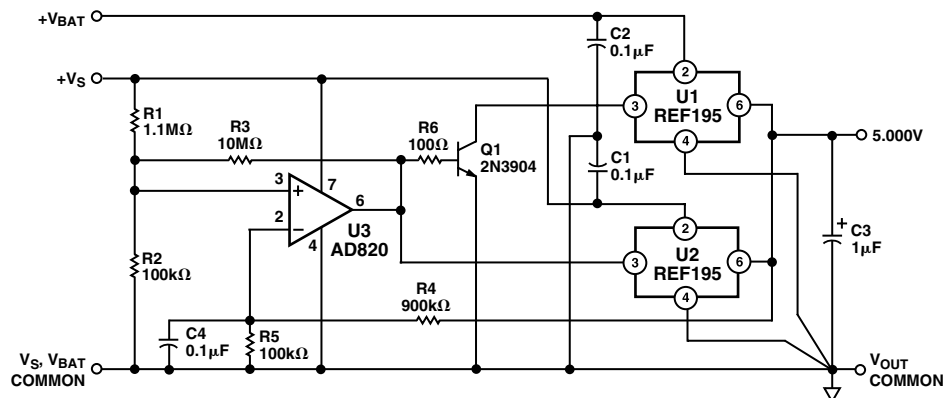 +VBAT
C2
0.1μF
2
U1
REF195
3
6
4
+VS
R1
1.1MΩ
R3
10MΩ
R6
100Ω
Q1
2N3904
5.000V
C1
0.1μF
3
+
7
6
2
−
4
U3
AD820
2
U2
REF195
3
6
4
+
C3
1μF
R2
100kΩ
R4
900kΩ
C4
0.1μF
R5
100kΩ
VS, VBAT
COMMON
VOUT
COMMON